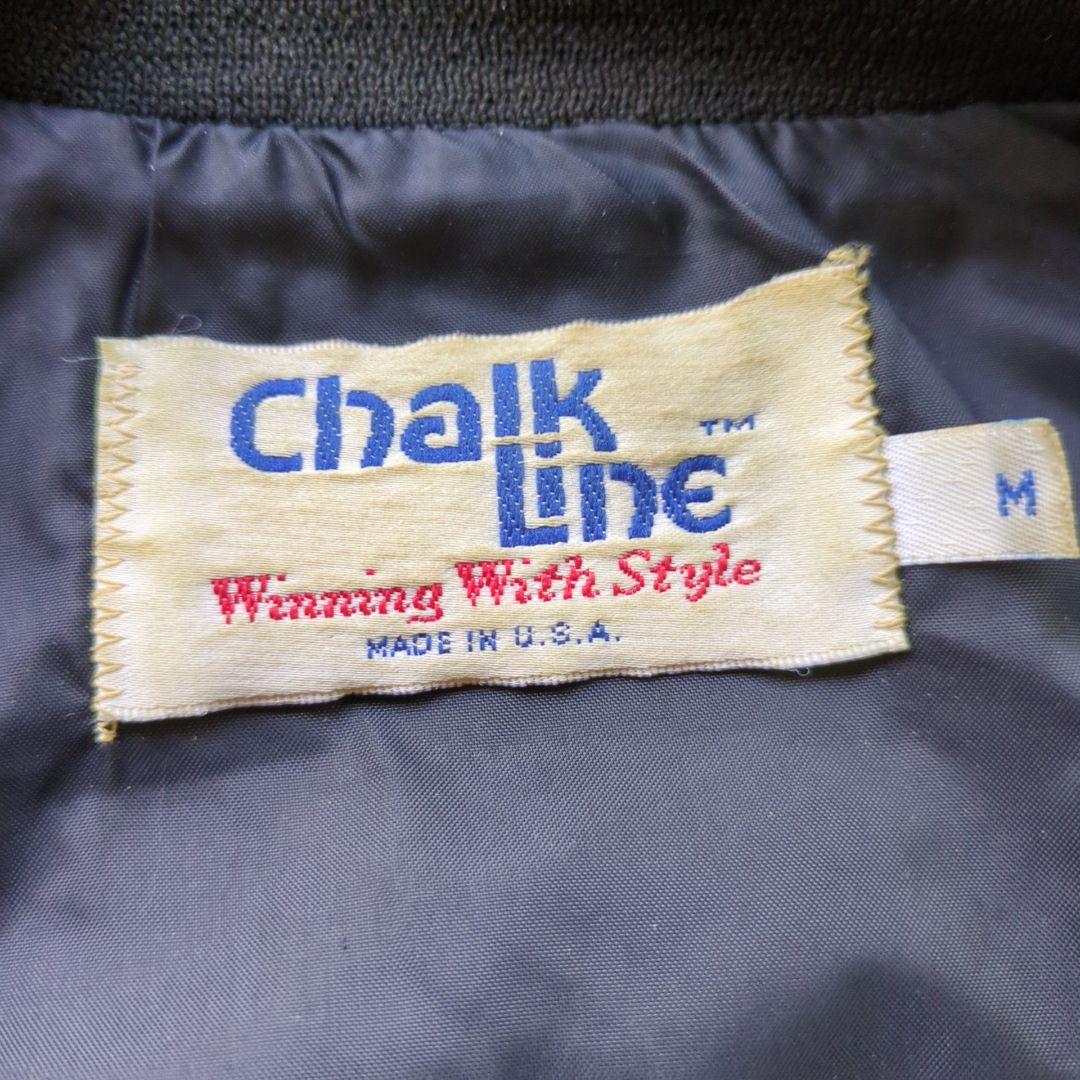 Chalk
Line™
Winning With Style
MADE IN U.S.A.
M